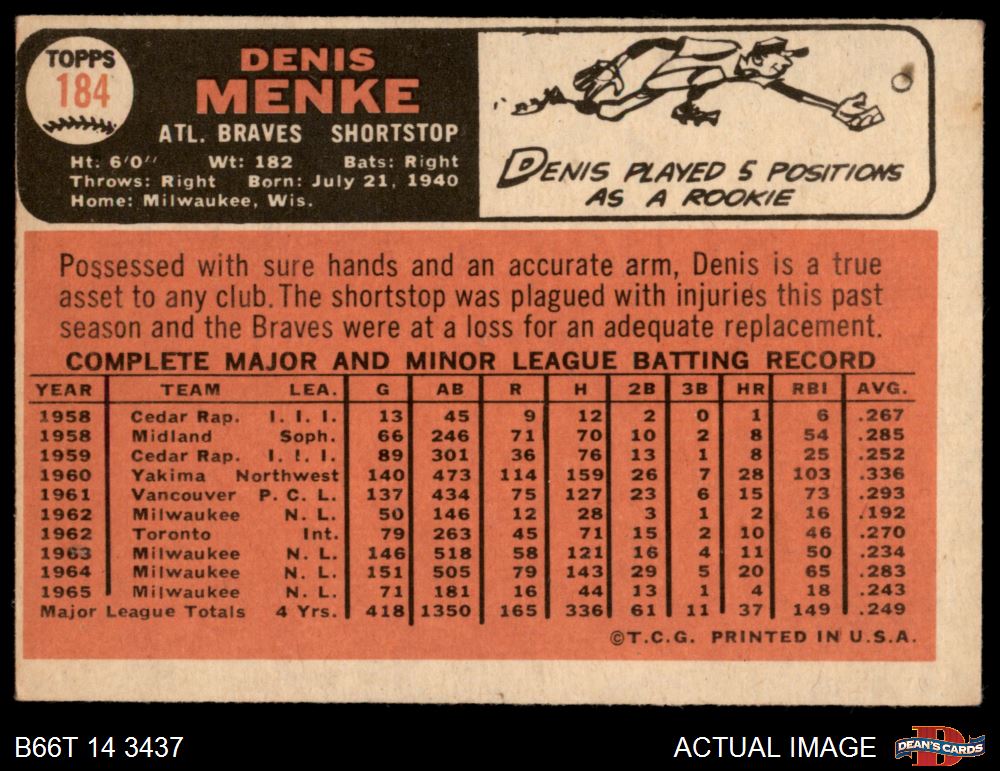 TOPPS
184
DENIS
MENKE
ATL. BRAVES SHORTSTOP
Ht: 6'0" Wt: 182 Bats: Right
Throws: Right Born: July 21, 1940
Home: Milwaukee, Wis.
DENIS PLAYED 5 POSITIONS
AS A ROOKIE
Possessed with sure hands and an accurate arm, Denis is a true
asset to any club. The shortstop was plagued with injuries this past
season and the Braves were at a loss for an adequate replacement.
COMPLETE MAJOR AND MINOR LEAGUE BATTING RECORD
YEAR TEAM LEA. G AB R H 2B 3B HR RBI AVG.
1958 Cedar Rap. I. I. I. 13 45 9 12 2 0 1 6 .267
1958 Midland Soph. 66 246 71 70 10 2 8 54 .285
1959 Cedar Rap. I. I. I. 89 301 36 76 13 1 8 25 .252
1960 Yakima Northwest 140 473 114 159 26 7 28 103 .336
1961 Vancouver P. C. L. 137 434 75 127 23 6 15 73 .293
1962 Milwaukee N. L. 50 146 12 28 3 1 2 16 .192
1962 Toronto Int. 79 263 45 71 15 2 10 46 .270
1963 Milwaukee N. L. 146 518 58 121 16 4 11 50 .234
1964 Milwaukee N. L. 151 505 79 143 29 5 20 65 .283
1965 Milwaukee N. L. 71 181 16 44 13 1 4 18 .243
Major League Totals 4 Yrs. 418 1350 165 336 61 11 37 149 .249
©T.C.G. PRINTED IN U.S.A.
B66T 14 3437
ACTUAL IMAGE
D
DEAN'S CARDS